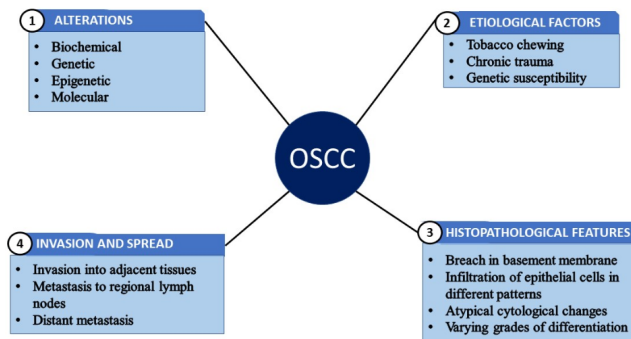 1 ALTERATIONS
• Biochemical
• Genetic
• Epigenetic
• Molecular
2 ETIOLOGICAL FACTORS
• Tobacco chewing
• Chronic trauma
• Genetic susceptibility
OSCC
4 INVASION AND SPREAD
• Invasion into adjacent tissues
• Metastasis to regional lymph
nodes
• Distant metastasis
3 HISTOPATHOLOGICAL FEATURES
• Breach in basement membrane
• Infiltration of epithelial cells in
different patterns
• Atypical cytological changes
• Varying grades of differentiation